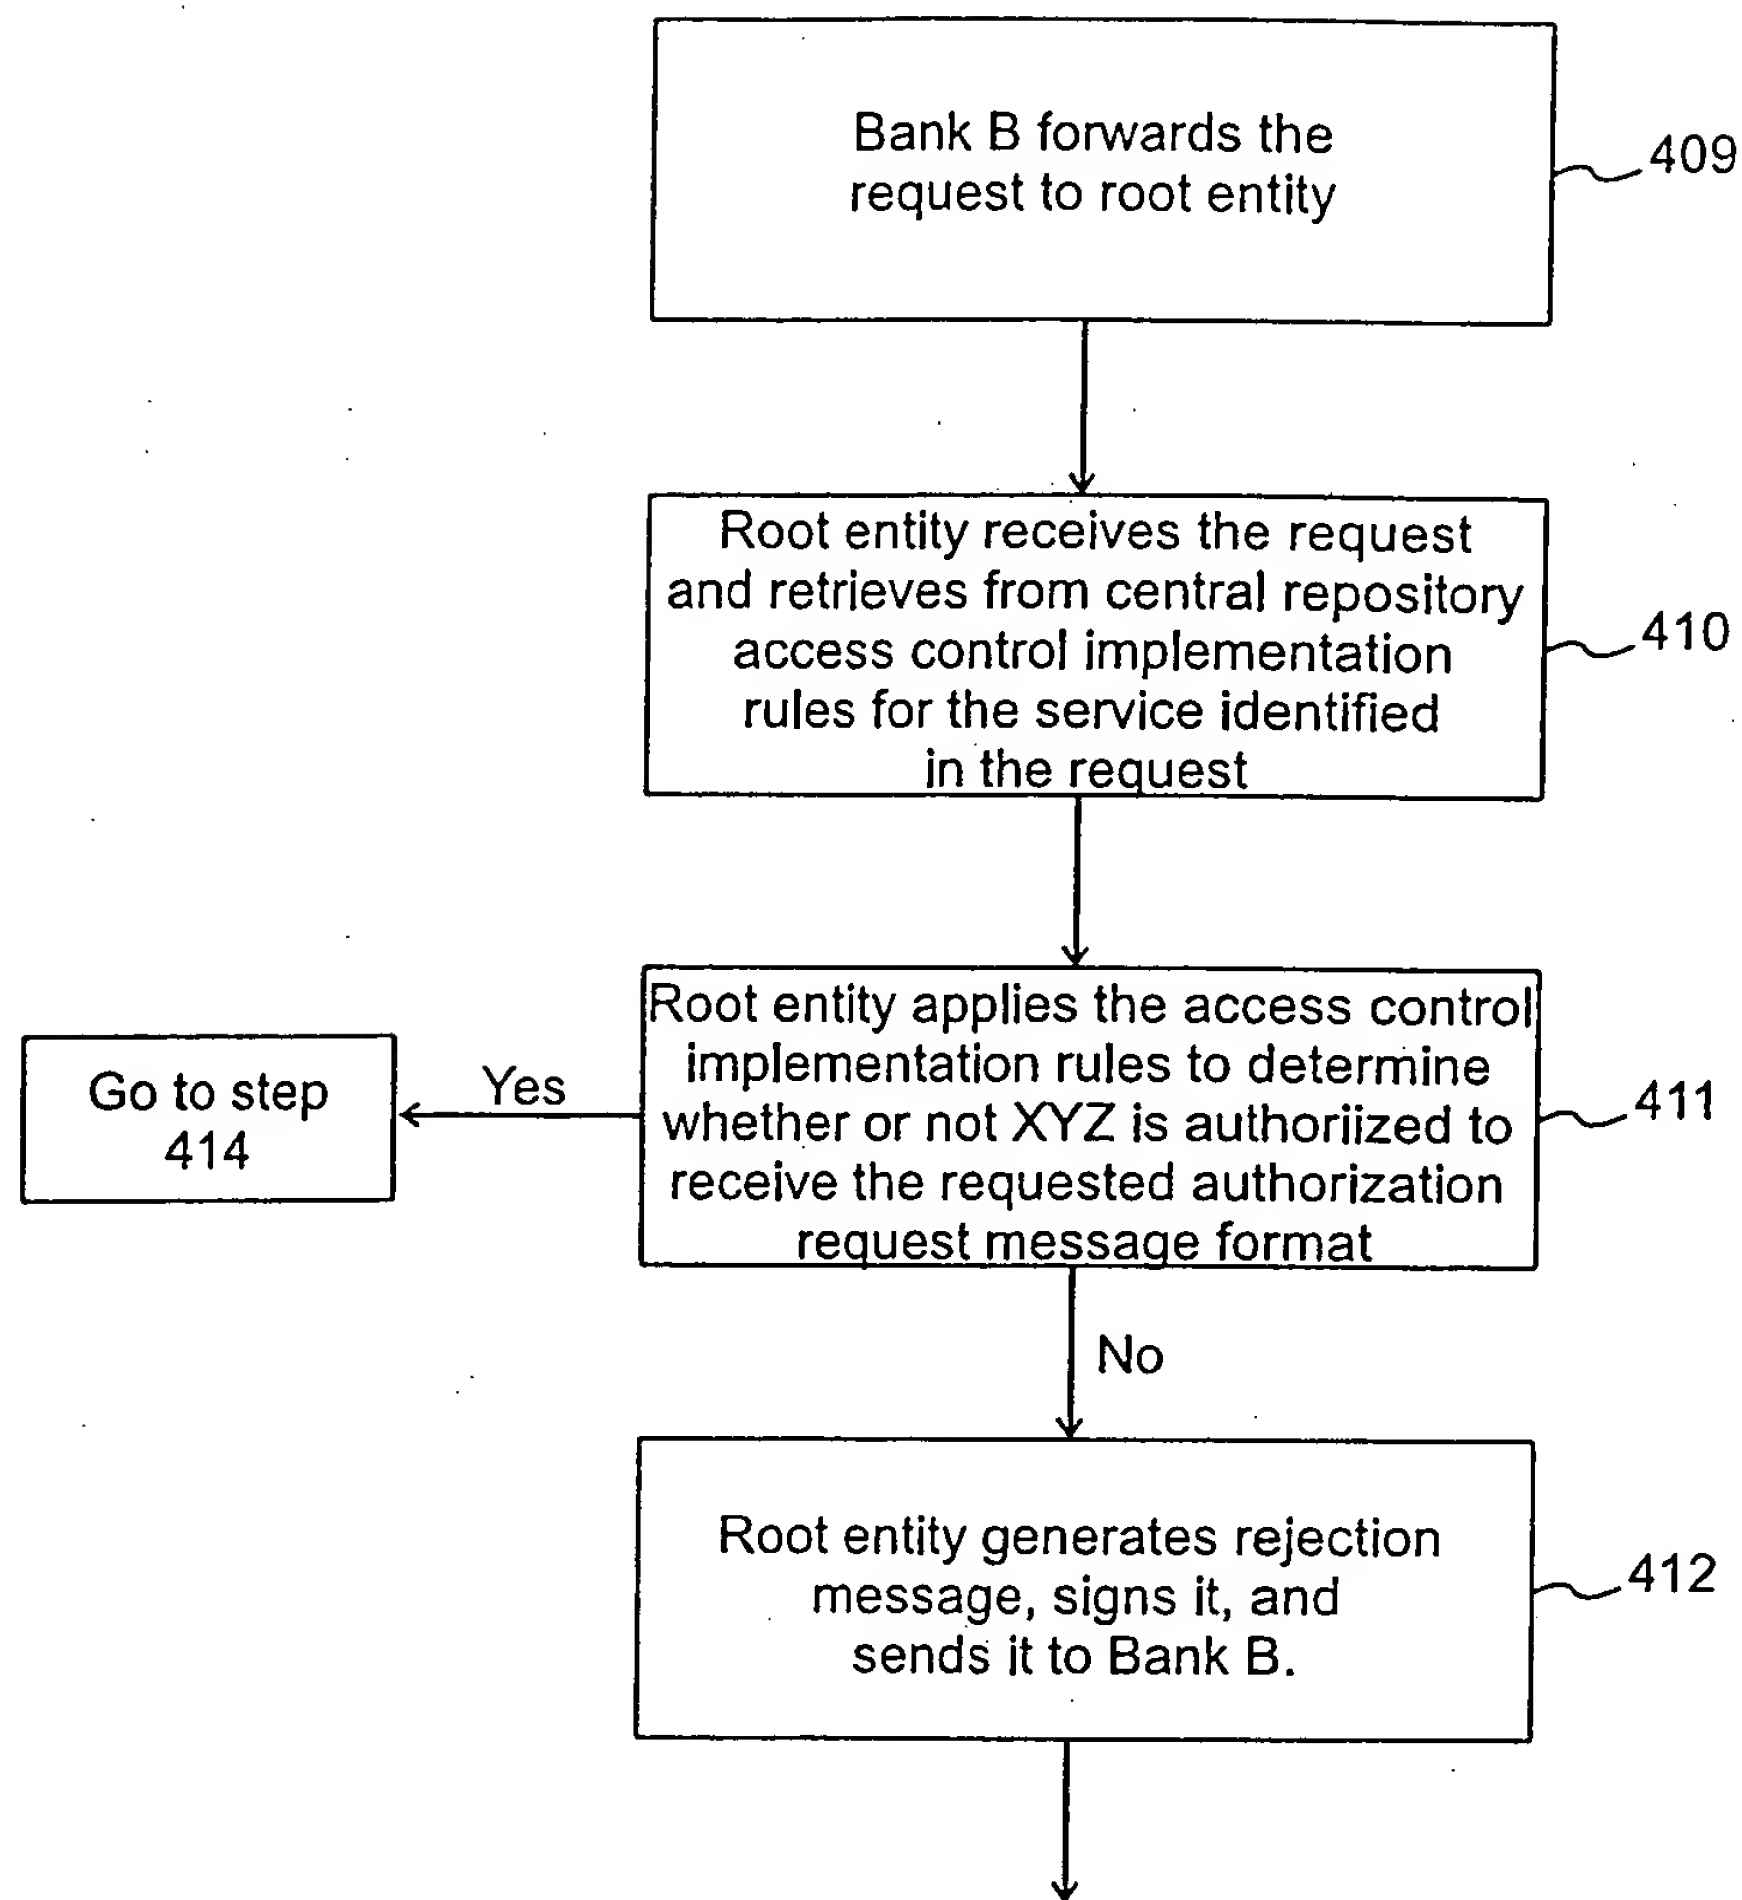 Bank B forwards the
request to root entity
409
Root entity receives the request
and retrieves from central repository
access control implementation
rules for the service identified
in the request
410
Root entity applies the access control
implementation rules to determine
whether or not XYZ is authoriized to
receive the requested authorization
request message format
411
Yes
Go to step
414
No
Root entity generates rejection
message, signs it, and
sends it to Bank B.
412